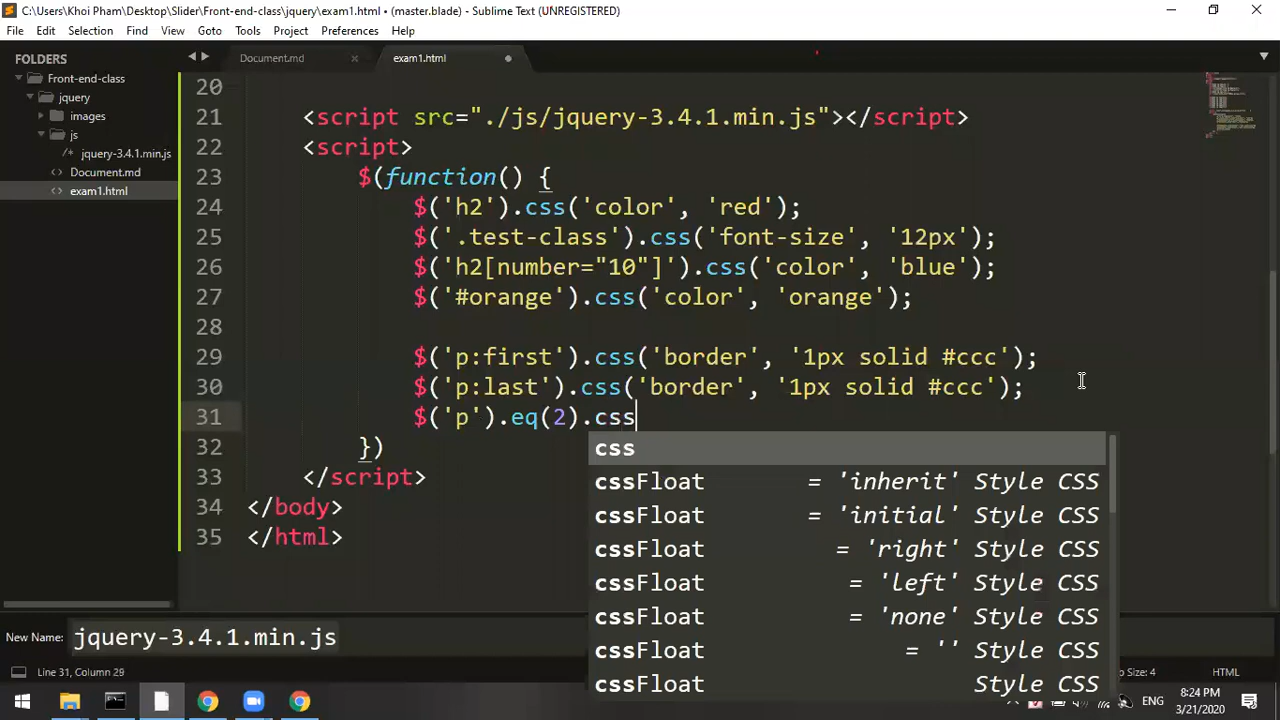 C:\Users\Khoi Pham\Desktop\Slider\Front-end-class\jquery\exam1.html • (master.blade) - Sublime Text (UNREGISTERED)
File Edit Selection Find View Goto Tools Project Preferences Help
FOLDERS
Front-end-class
jquery
images
js
/* jquery-3.4.1.min.js
<> Document.md
<> exam1.html
Document.md × exam1.html
20
21 <script src="./js/jquery-3.4.1.min.js"></script>
22 <script>
23 $(function() {
24 $('h2').css('color', 'red');
25 $('.test-class').css('font-size', '12px');
26 $('h2[number="10"]').css('color', 'blue');
27 $('#orange').css('color', 'orange');
28
29 $('p:first').css('border', '1px solid #ccc');
30 $('p:last').css('border', '1px solid #ccc');
31 $('p').eq(2).css
32 })
33 </script>
34 </body>
35 </html>
css
cssFloat = 'inherit' Style CSS
cssFloat = 'initial' Style CSS
cssFloat = 'right' Style CSS
cssFloat = 'left' Style CSS
cssFloat = 'none' Style CSS
cssFloat = '' Style CSS
cssFloat Style CSS
New Name: jquery-3.4.1.min.js
Line 31, Column 29
Size: 4 HTML
ENG
8:24 PM
3/21/2020